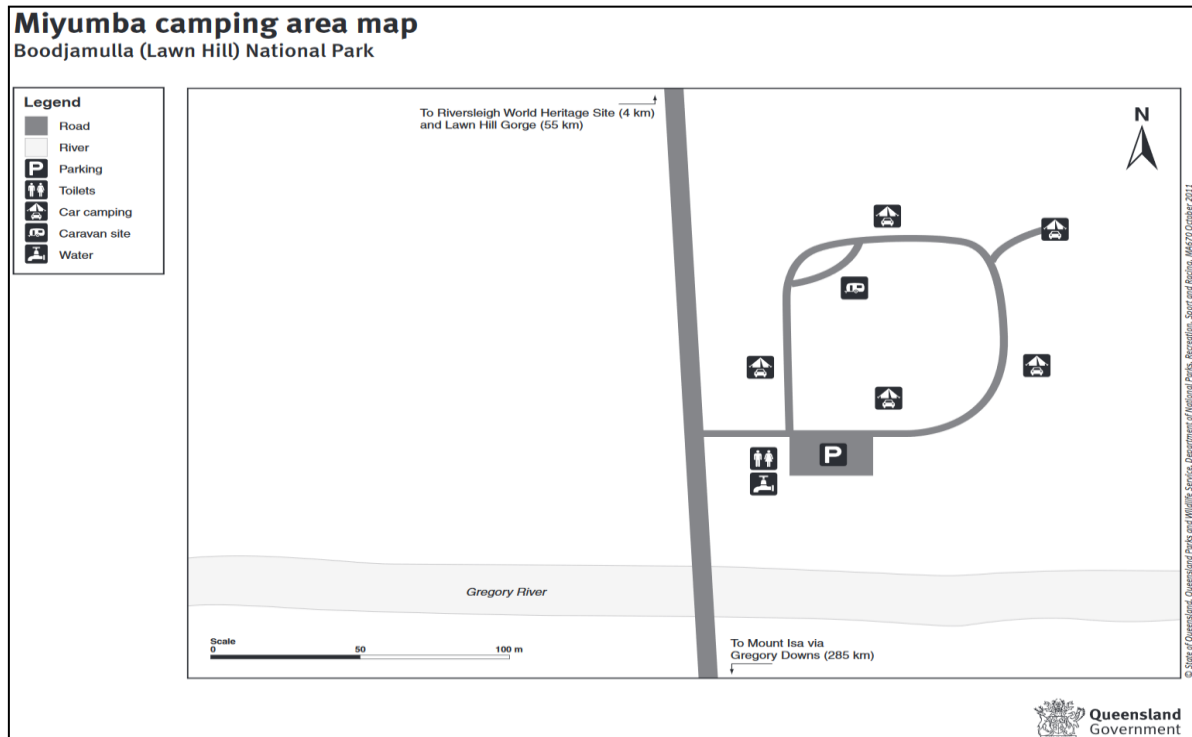 Miyumba camping area map
Boodjamulla (Lawn Hill) National Park
Legend
Road
River
P Parking
Toilets
Car camping
Caravan site
Water
To Riversleigh World Heritage Site (4 km)
and Lawn Hill Gorge (55 km)
N
P
Gregory River
Scale
0 50 100 m
To Mount Isa via
Gregory Downs (285 km)
© State of Queensland. Queensland Parks and Wildlife Service, Department of National Parks, Recreation, Sport and Racing. MA670 October 2011
Queensland
Government